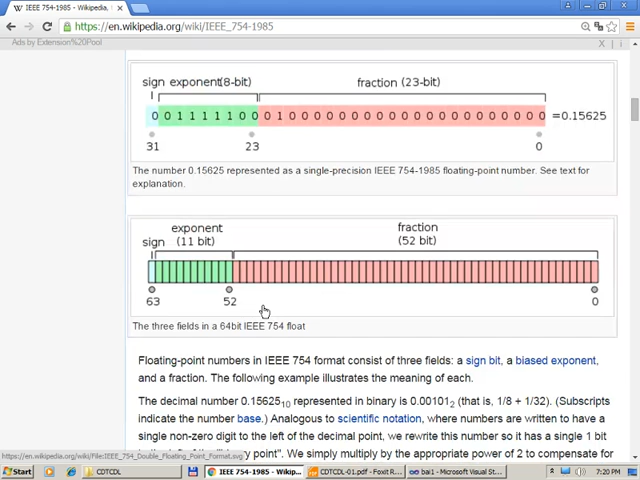 IEEE 754-1985 - Wikipedia,
https://en.wikipedia.org/wiki/IEEE_754-1985
Ads by Extension%20Pool
X | i
sign exponent(8-bit) fraction (23-bit)
0 0 1 1 1 1 1 0 0 0 1 0 0 0 0 0 0 0 0 0 0 0 0 0 0 0 0 0 0 0 0 0 =0.15625
31 23 0
The number 0.15625 represented as a single-precision IEEE 754-1985 floating-point number. See text for
explanation.
exponent fraction
sign (11 bit) (52 bit)
63 52 0
The three fields in a 64bit IEEE 754 float
Floating-point numbers in IEEE 754 format consist of three fields: a sign bit, a biased exponent,
and a fraction. The following example illustrates the meaning of each.
The decimal number 0.15625₁₀ represented in binary is 0.00101₂ (that is, 1/8 + 1/32). (Subscripts
indicate the number base.) Analogous to scientific notation, where numbers are written to have a
single non-zero digit to the left of the decimal point, we rewrite this number so it has a single 1 bit
point". We simply multiply by the appropriate power of 2 to compensate for
https://en.wikipedia.org/wiki/File:IEEE_754_Double_Floating_Point_Format.svg
Start CDTCDL IEEE 754-1985 - Wikip... CDTCDL-01.pdf - Foxit R... bai1 - Microsoft Visual St... 7:20 PM